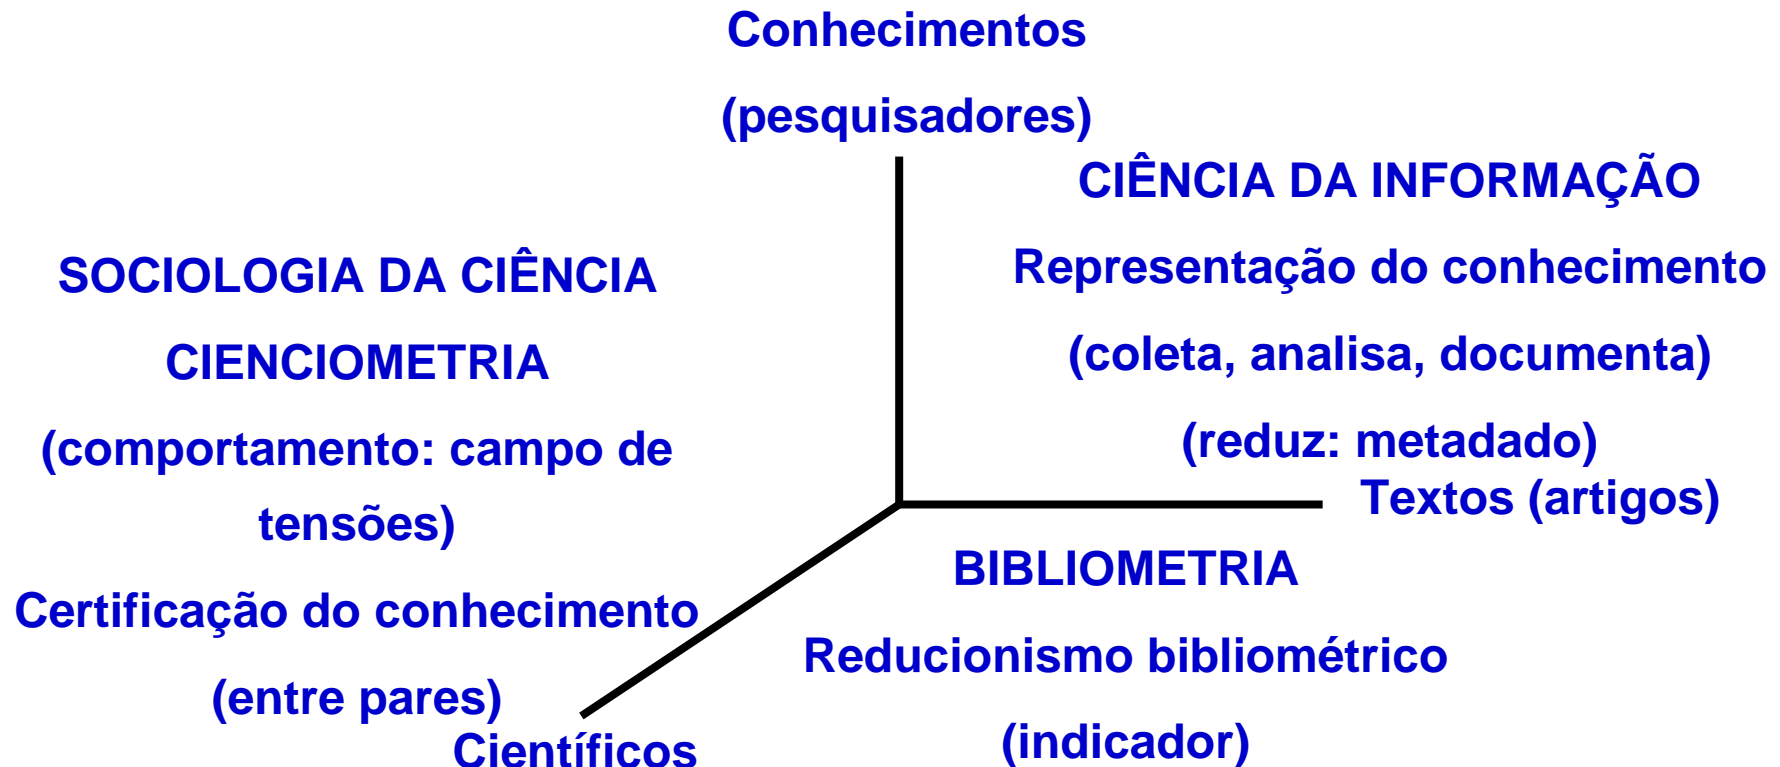 Conhecimentos
(pesquisadores)
CIÊNCIA DA INFORMAÇÃO
Representação do conhecimento
(coleta, analisa, documenta)
(reduz: metadado)
Textos (artigos)
SOCIOLOGIA DA CIÊNCIA
CIENCIOMETRIA
(comportamento: campo de
tensões)
Certificação do conhecimento
(entre pares)
Científicos
BIBLIOMETRIA
Reducionismo bibliométrico
(indicador)